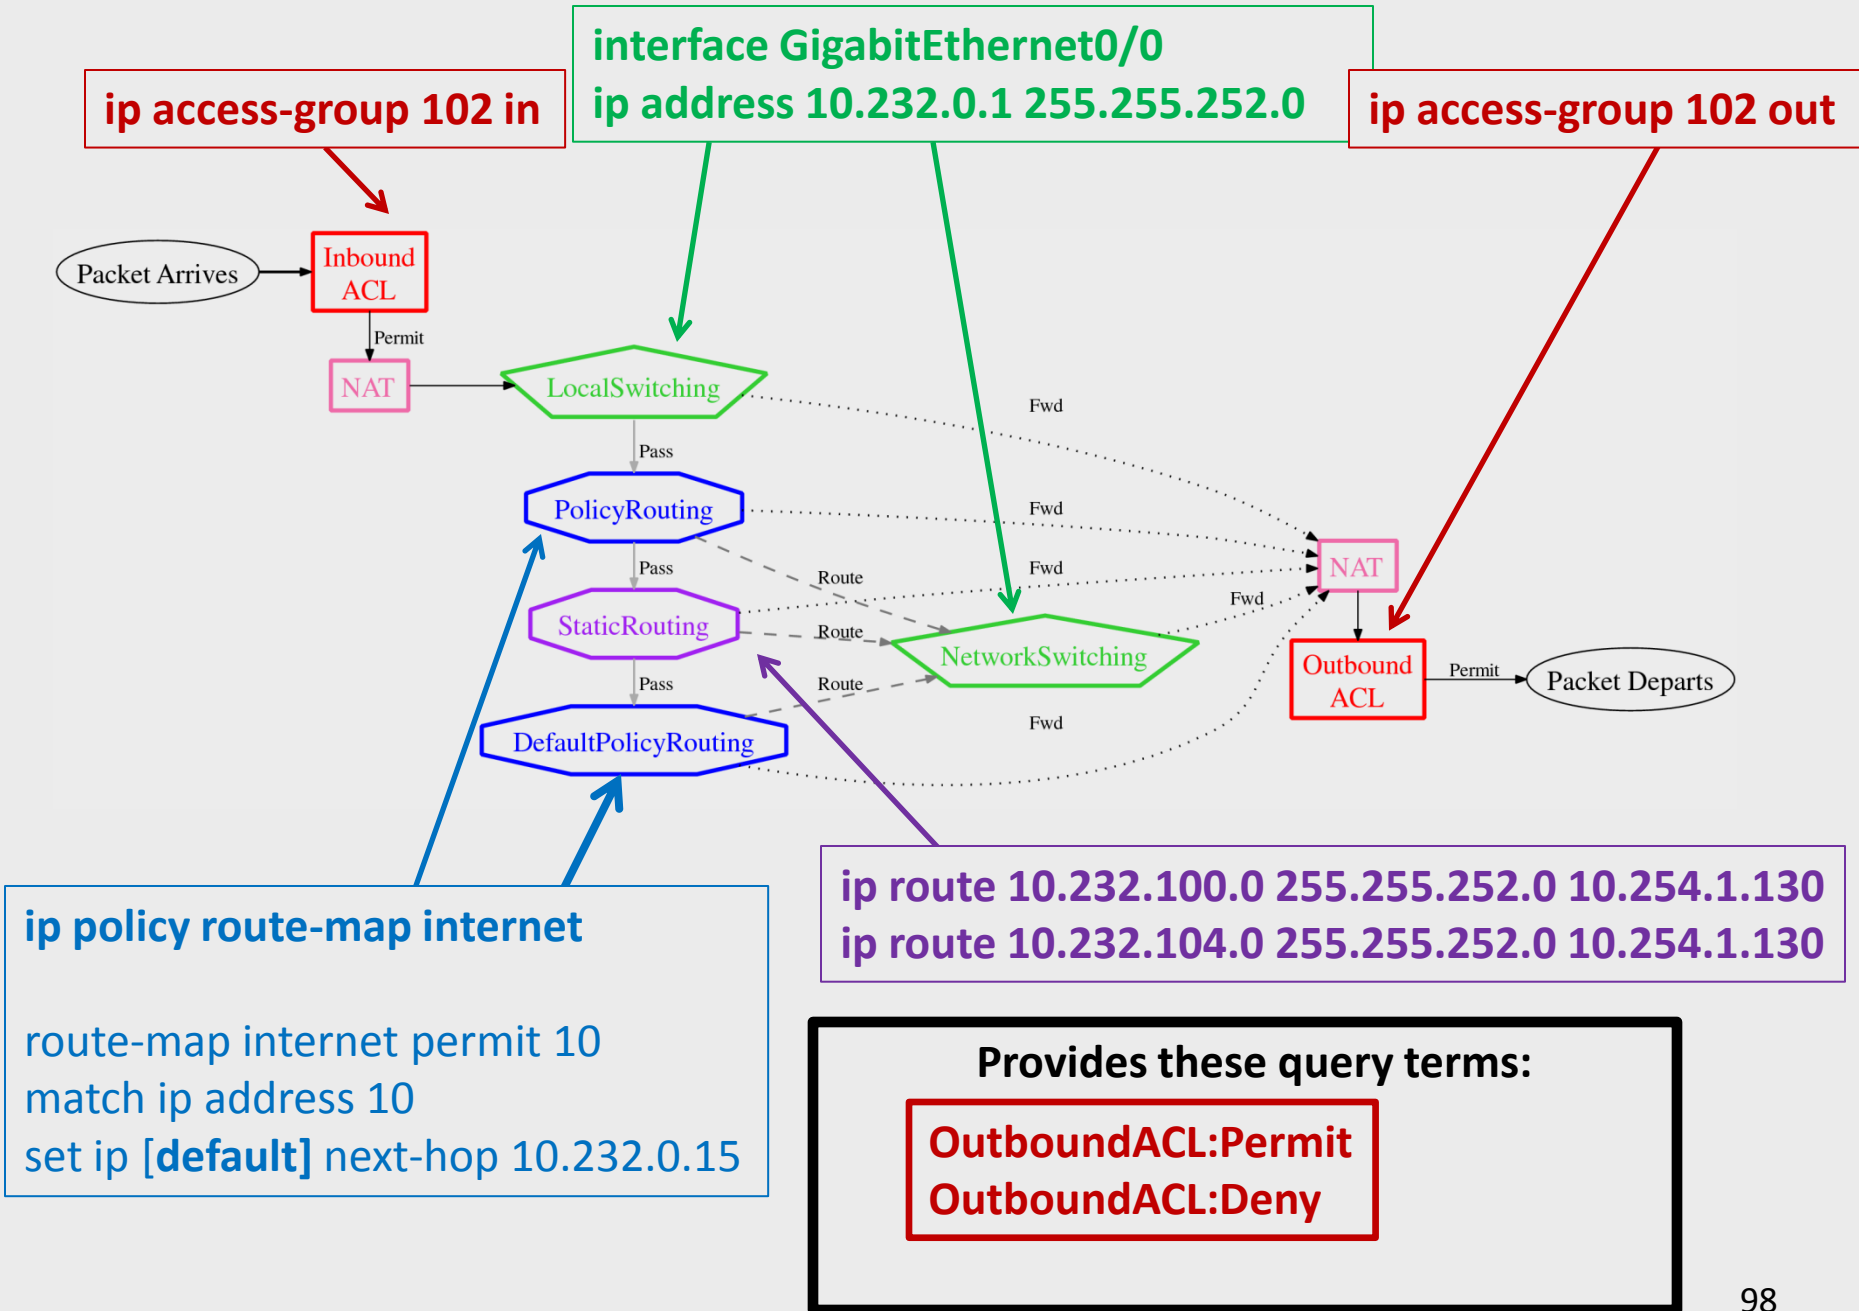 interface GigabitEthernet0/0
ip address 10.232.0.1 255.255.252.0
ip access-group 102 in
ip access-group 102 out
Packet Arrives
Inbound
ACL
Permit
NAT
LocalSwitching
Fwd
Pass
PolicyRouting
Fwd
Pass
Route
Fwd
NAT
StaticRouting
Route
Fwd
NetworkSwitching
Outbound
ACL
Permit
Packet Departs
Pass
Route
DefaultPolicyRouting
Fwd
ip policy route-map internet
route-map internet permit 10
match ip address 10
set ip [default] next-hop 10.232.0.15
ip route 10.232.100.0 255.255.252.0 10.254.1.130
ip route 10.232.104.0 255.255.252.0 10.254.1.130
Provides these query terms:
OutboundACL:Permit
OutboundACL:Deny
98